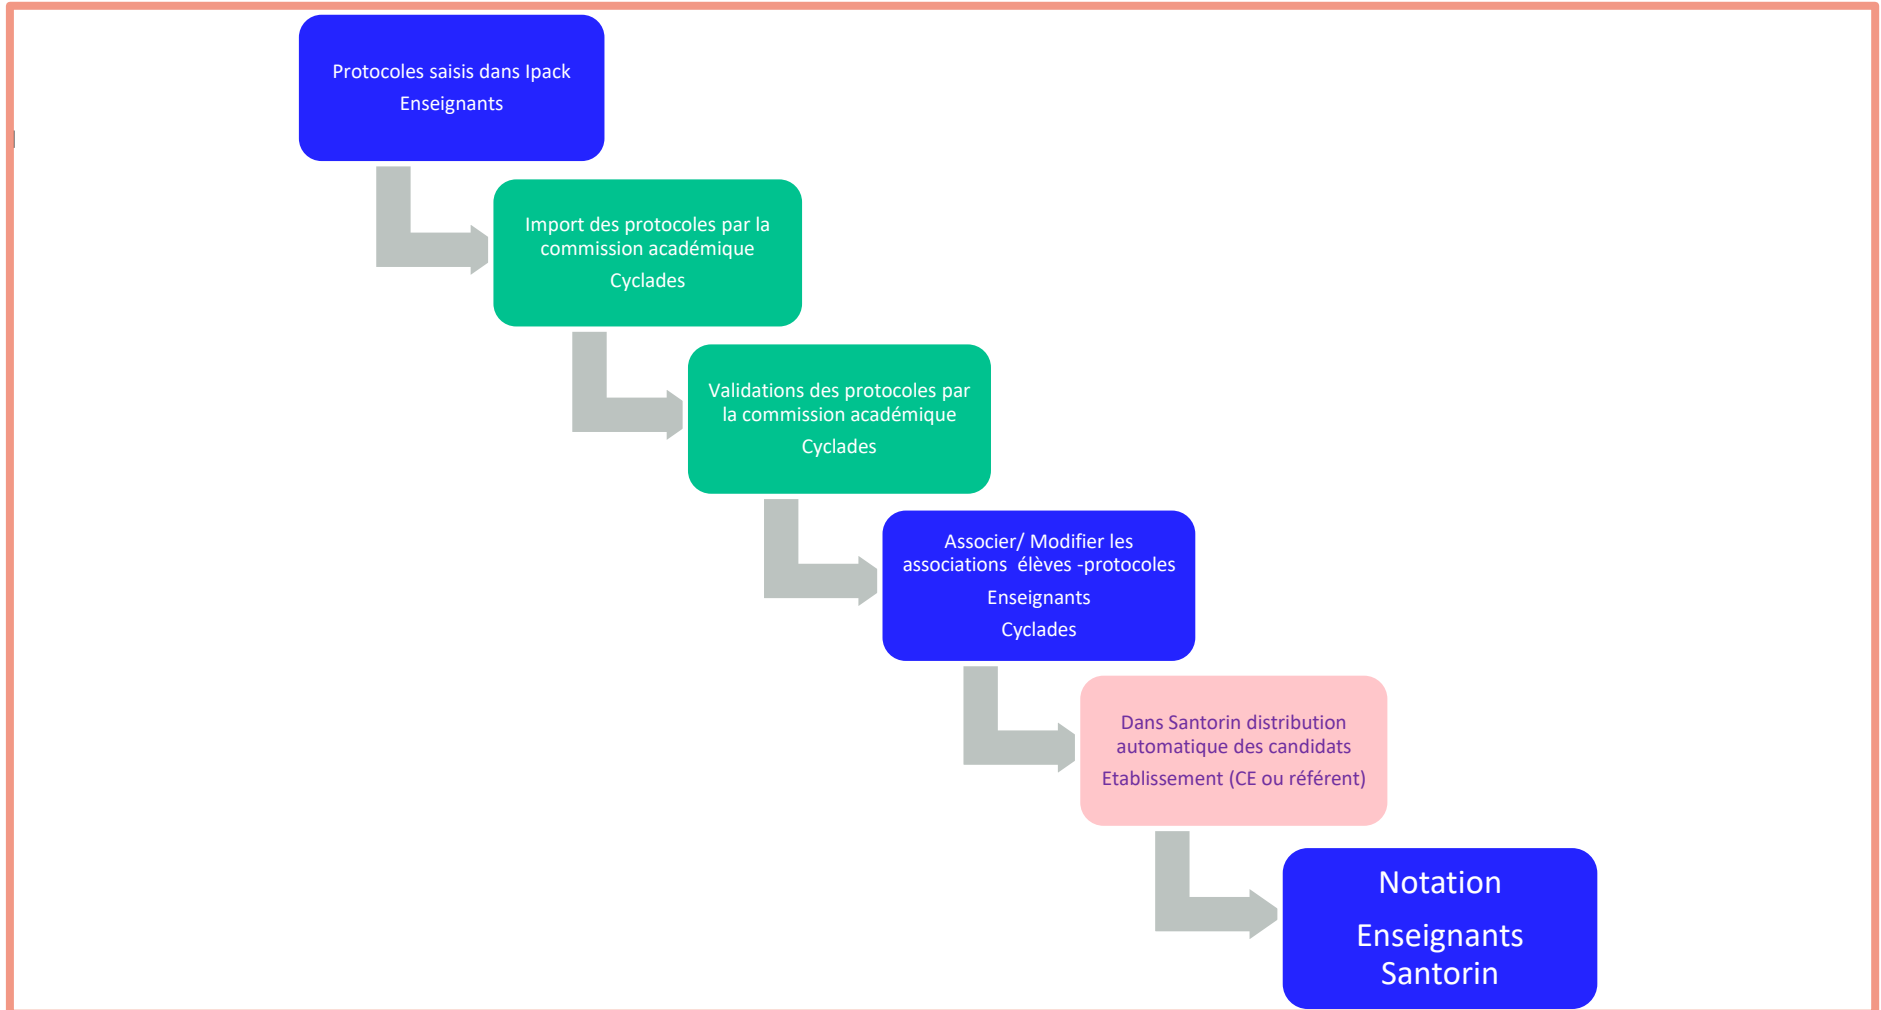 Protocoles saisis dans Ipack
Enseignants
Import des protocoles par la
commission académique
Cyclades
Validations des protocoles par
la commission académique
Cyclades
Associer/ Modifier les
associations élèves -protocoles
Enseignants
Cyclades
Dans Santorin distribution
automatique des candidats
Etablissement (CE ou référent)
Notation
Enseignants
Santorin